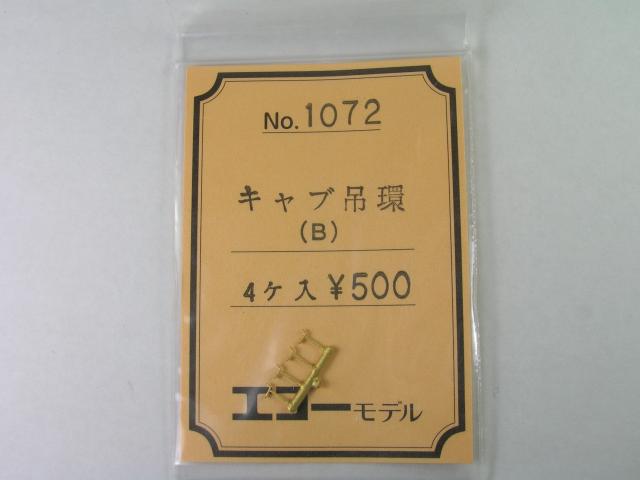 No.1072
キャブ吊環
(B)
4ケ入 ¥500
エコーモデル